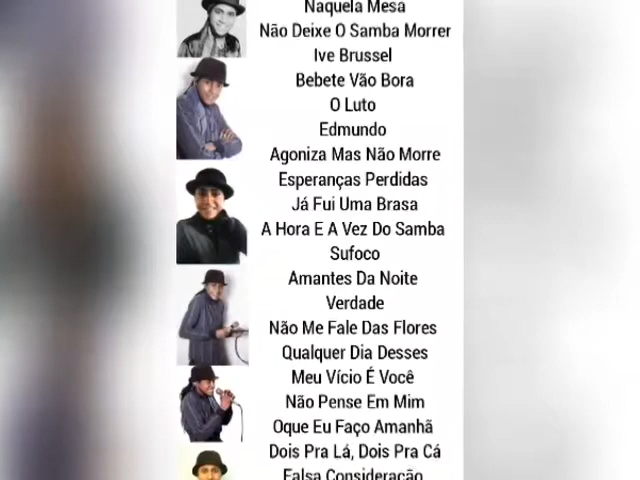 Naquela Mesa
Não Deixe O Samba Morrer
Ive Brussel
Bebete Vão Bora
O Luto
Edmundo
Agoniza Mas Não Morre
Esperanças Perdidas
Já Fui Uma Brasa
A Hora E A Vez Do Samba
Sufoco
Amantes Da Noite
Verdade
Não Me Fale Das Flores
Qualquer Dia Desses
Meu Vício É Você
Não Pense Em Mim
Oque Eu Faço Amanhã
Dois Pra Lá, Dois Pra Cá
Falsa Consideração